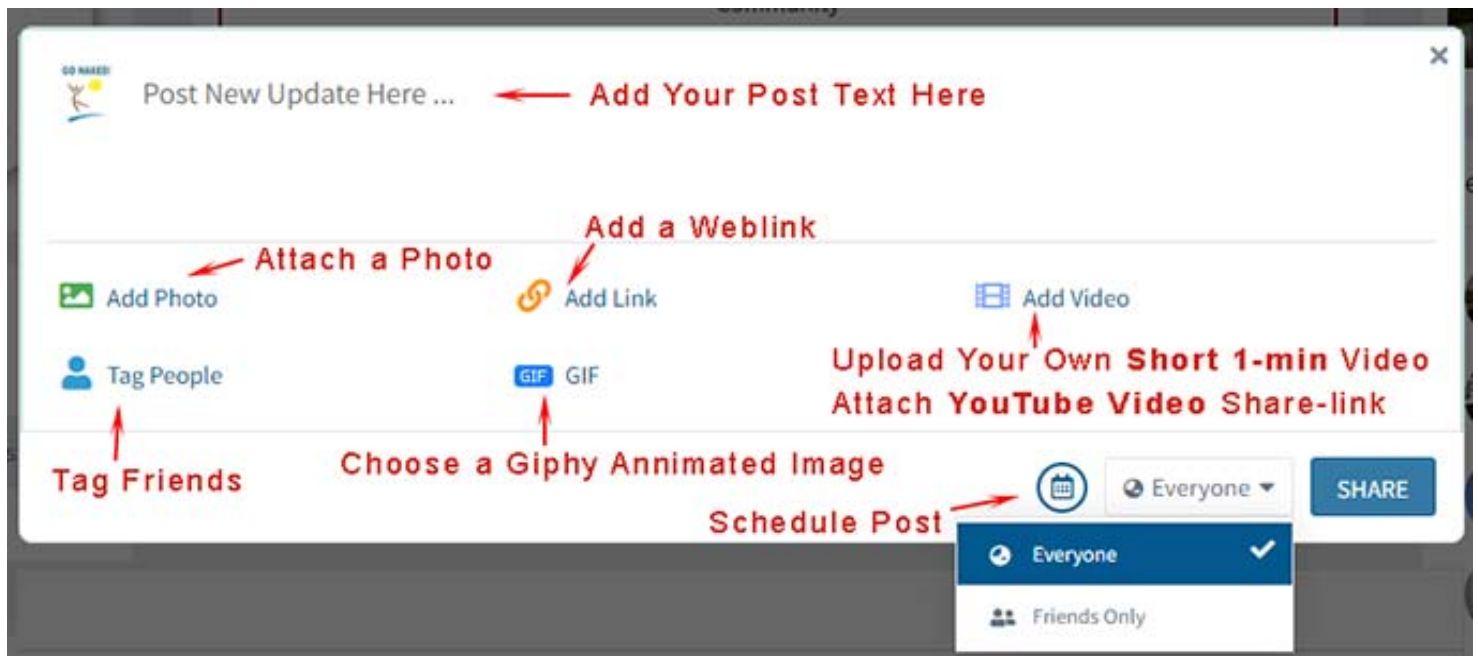 Community
GO NAKED!
Post New Update Here ...
Add Your Post Text Here
Add a Weblink
Attach a Photo
Add Photo
Add Link
Add Video
Upload Your Own Short 1-min Video
Attach YouTube Video Share-link
Tag People
GIF GIF
Choose a Giphy Annimated Image
Tag Friends
Everyone
SHARE
Schedule Post
Everyone
Friends Only